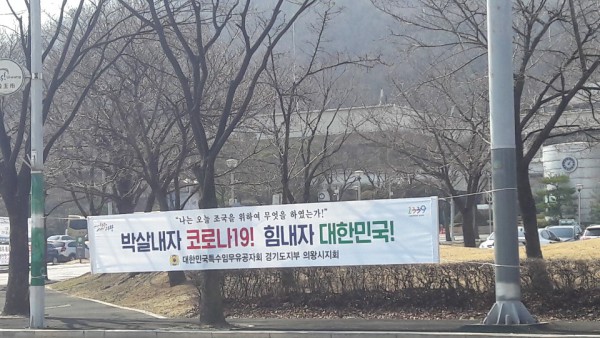 "나는 오늘 조국을 위하여 무엇을 하였는가!"
박살내자 코로나19! 힘내자 대한민국!
대한민국특수임무유공자회 경기도지부 의왕시지회